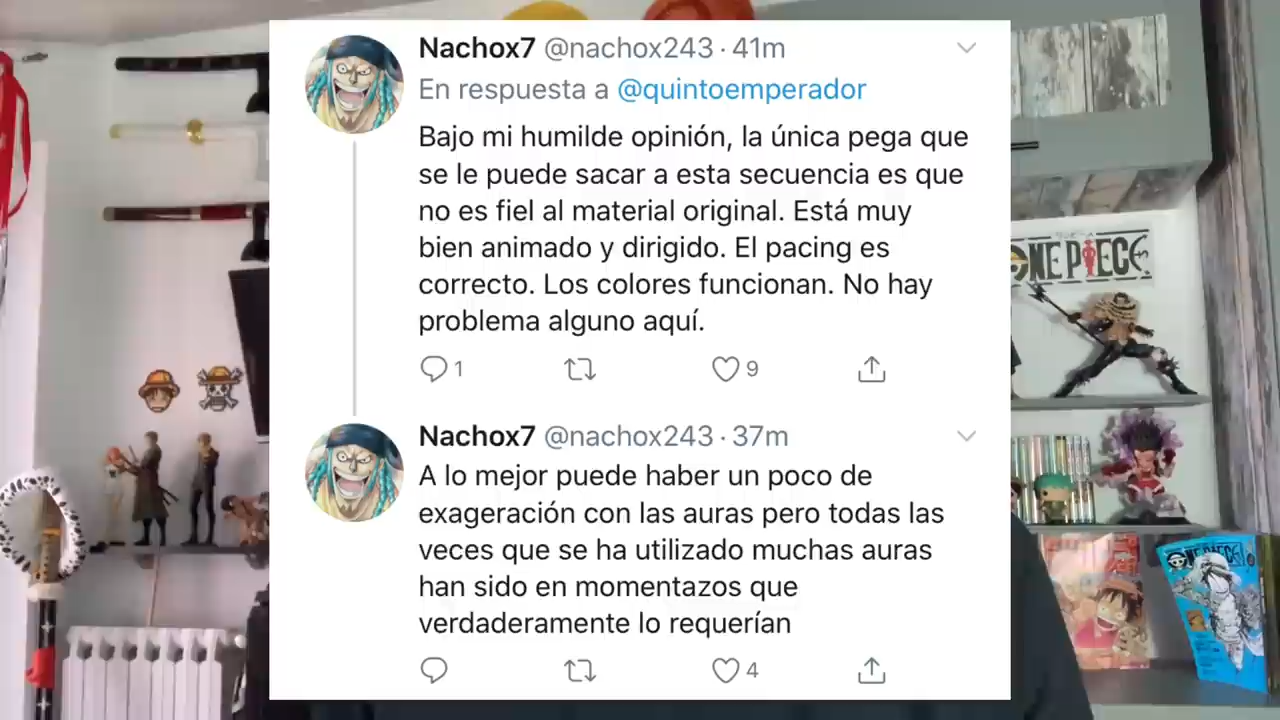 Nachox7 @nachox243 · 41m
En respuesta a @quintoemperador
Bajo mi humilde opinión, la única pega que
se le puede sacar a esta secuencia es que
no es fiel al material original. Está muy
bien animado y dirigido. El pacing es
correcto. Los colores funcionan. No hay
problema alguno aquí.
1
9
Nachox7 @nachox243 · 37m
A lo mejor puede haber un poco de
exageración con las auras pero todas las
veces que se ha utilizado muchas auras
han sido en momentazos que
verdaderamente lo requerían
4
ONE PIECE
ONE PIECE